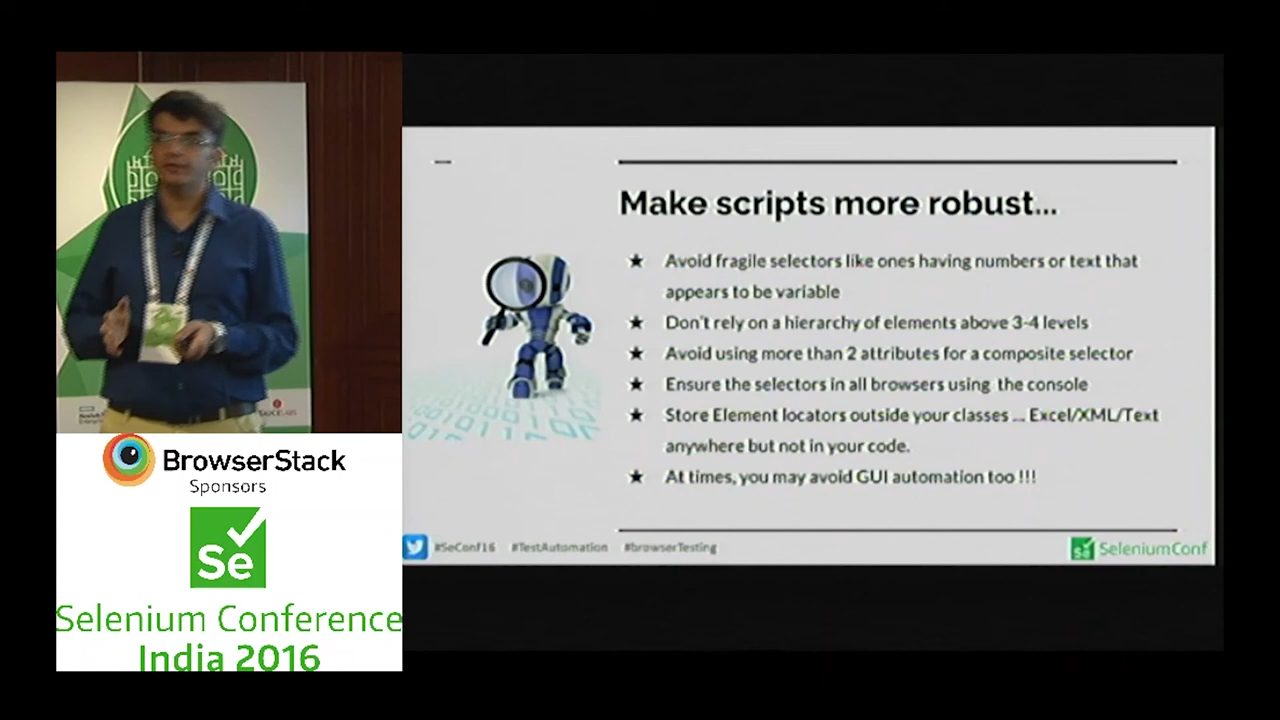 BrowserStack
Sponsors
Se
Selenium Conference
India 2016
Make scripts more robust...
★ Avoid fragile selectors like ones having numbers or text that
appears to be variable
★ Don't rely on a hierarchy of elements above 3-4 levels
★ Avoid using more than 2 attributes for a composite selector
★ Ensure the selectors in all browsers using the console
★ Store Element locators outside your classes ... Excel/XML/Text
anywhere but not in your code.
★ At times, you may avoid GUI automation too !!!
#SeConf16 #TestAutomation #browserTesting
Se SeleniumConf